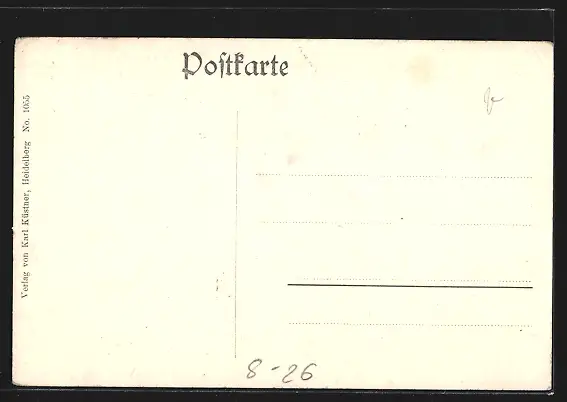 Poſtkarte
Verlag von Karl Küstner, Heidelberg No. 1055
8-26